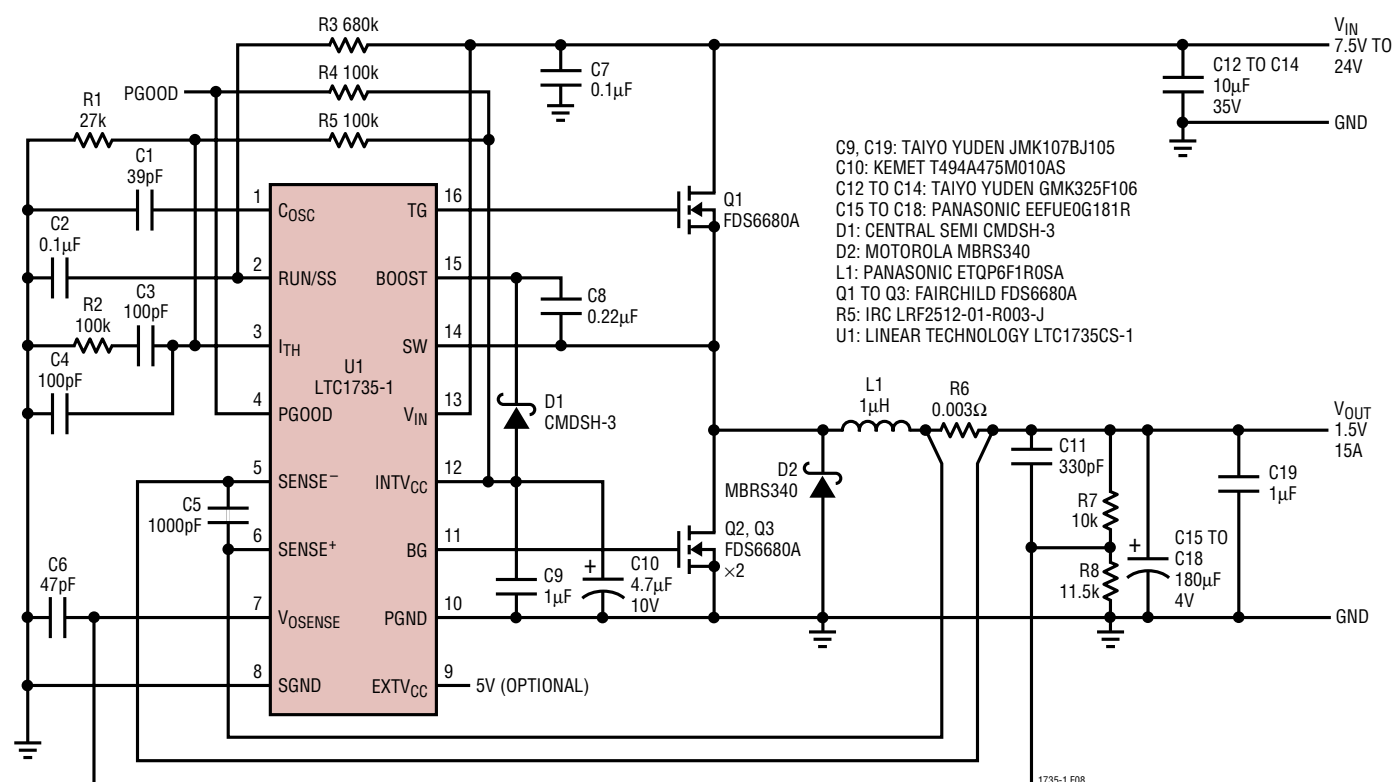 R3 680k
R4 100k
PGOOD
R5 100k
R1
27k
C1
39pF
C2
0.1µF
R2
100k
C3
100pF
C4
100pF
C5
1000pF
C6
47pF
1
COSC
2
RUN/SS
3
ITH
4
PGOOD
5
SENSE−
6
SENSE+
7
VOSENSE
8
SGND
U1
LTC1735-1
16
TG
15
BOOST
14
SW
13
VIN
12
INTVCC
11
BG
10
PGND
9
EXTVCC
5V (OPTIONAL)
C7
0.1µF
C8
0.22µF
D1
CMDSH-3
C9
1µF
+
C10
4.7µF
10V
Q1
FDS6680A
Q2, Q3
FDS6680A
×2
D2
MBRS340
L1
1µH
R6
0.003Ω
C11
330pF
R7
10k
R8
11.5k
+
C15 TO
C18
180µF
4V
C19
1µF
C12 TO C14
10µF
35V
VIN
7.5V TO
24V
GND
VOUT
1.5V
15A
GND
C9, C19: TAIYO YUDEN JMK107BJ105
C10: KEMET T494A475M010AS
C12 TO C14: TAIYO YUDEN GMK325F106
C15 TO C18: PANASONIC EEFUE0G181R
D1: CENTRAL SEMI CMDSH-3
D2: MOTOROLA MBRS340
L1: PANASONIC ETQP6F1R0SA
Q1 TO Q3: FAIRCHILD FDS6680A
R5: IRC LRF2512-01-R003-J
U1: LINEAR TECHNOLOGY LTC1735CS-1
1735-1 F08